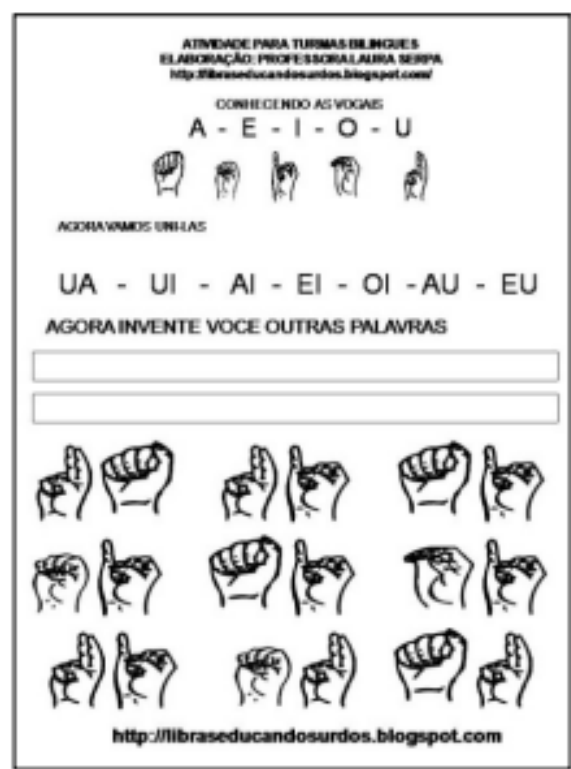 ATIVIDADE PARA TURMAS BILINGUES
ELABORAÇÃO: PROFESSORA LAURA SERPA
http://libraseducandosurdos.blogspot.com/
CONHECENDO AS VOGAIS
A - E - I - O - U
AGORA VAMOS UNI-LAS
UA - UI - AI - EI - OI - AU - EU
AGORA INVENTE VOCE OUTRAS PALAVRAS
http://libraseducandosurdos.blogspot.com